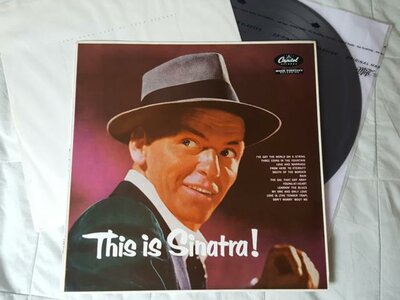 Capitol
RECORDS
I'VE GOT THE WORLD ON A STRING
THREE COINS IN THE FOUNTAIN
LOVE AND MARRIAGE
FROM HERE TO ETERNITY
SOUTH OF THE BORDER
RAIN
THE GAL THAT GOT AWAY
YOUNG-AT-HEART
LEARNIN' THE BLUES
MY ONE AND ONLY LOVE
LOVE IS (THE TENDER TRAP)
DON'T WORRY 'BOUT ME
This is Sinatra!